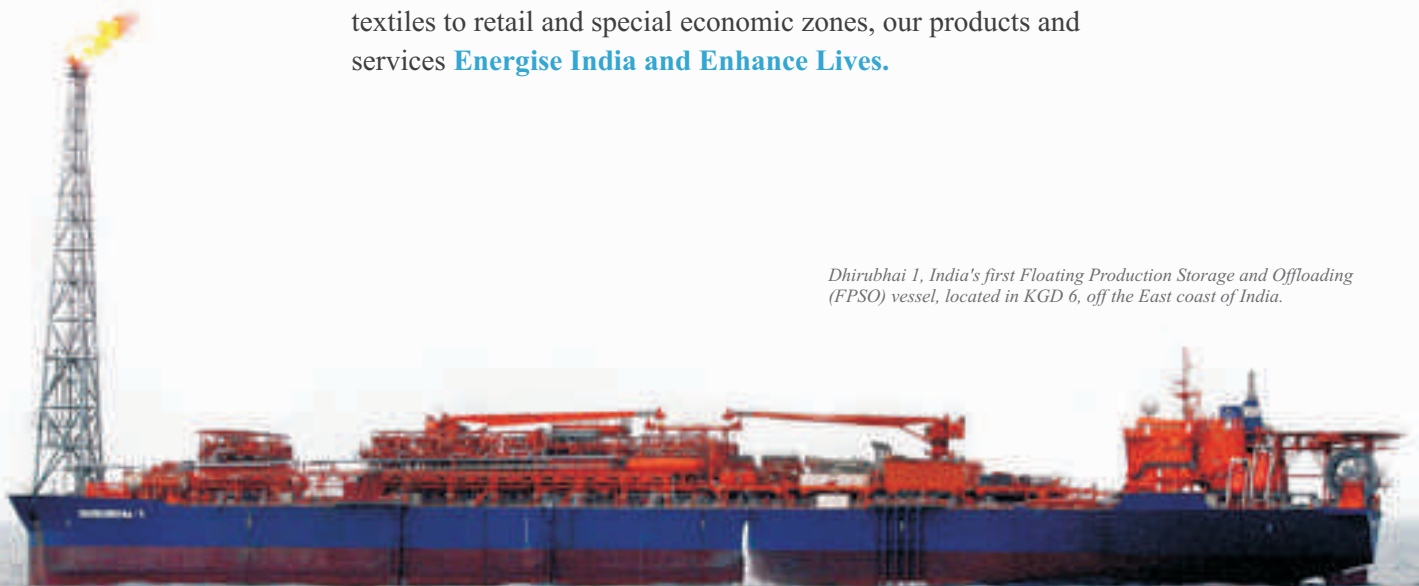 textiles to retail and special economic zones, our products and
services Energise India and Enhance Lives.
Dhirubhai 1, India's first Floating Production Storage and Offloading
(FPSO) vessel, located in KGD 6, off the East coast of India.